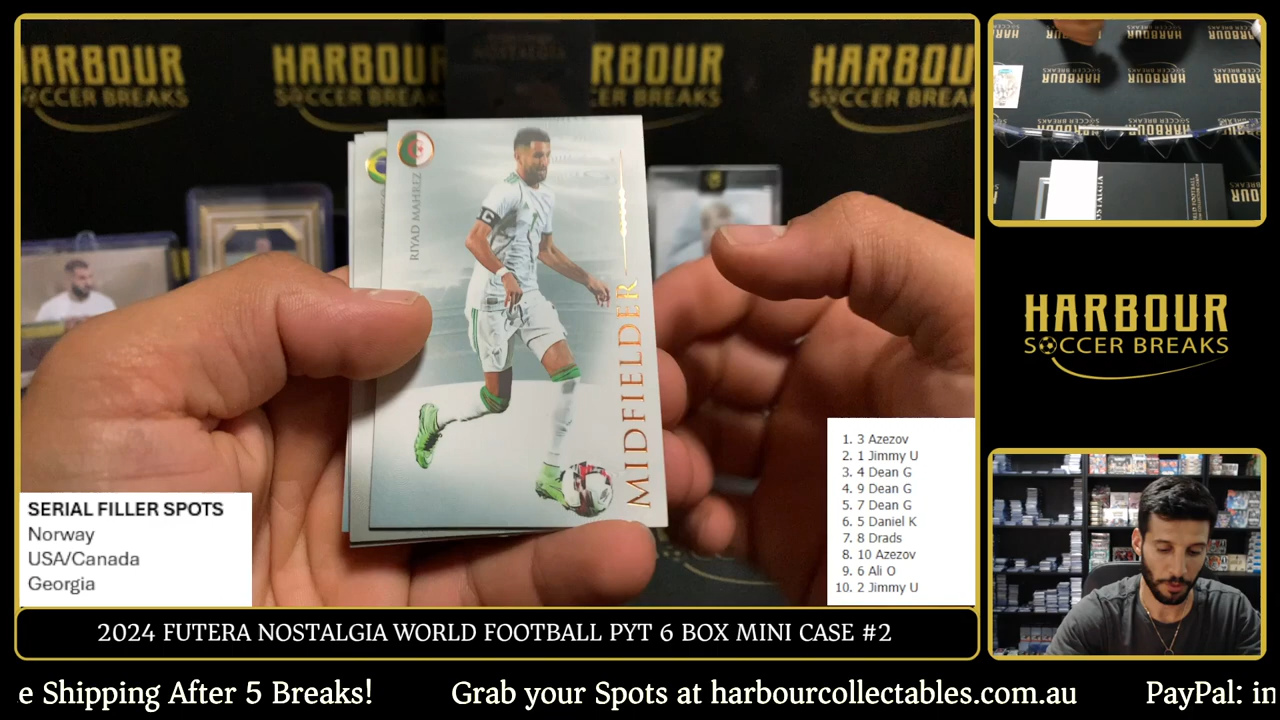 HARBOUR
SOCCER BREAKS
HARBOUR
SOCCER BREAKS
NOSTALGIA
RBOUR
R BREAKS
HARBOUR
SOCCER BREA
RIYAD MAHREZ
MIDFIELDER
SERIAL FILLER SPOTS
Norway
USA/Canada
Georgia
1. 3 Azezov
2. 1 Jimmy U
3. 4 Dean G
4. 9 Dean G
5. 7 Dean G
6. 5 Daniel K
7. 8 Drads
8. 10 Azezov
9. 6 Ali O
10. 2 Jimmy U
HARBOUR
SOCCER BREAKS
2024 FUTERA NOSTALGIA WORLD FOOTBALL PYT 6 BOX MINI CASE #2
e Shipping After 5 Breaks!
Grab your Spots at harbourcollectables.com.au
PayPal: in